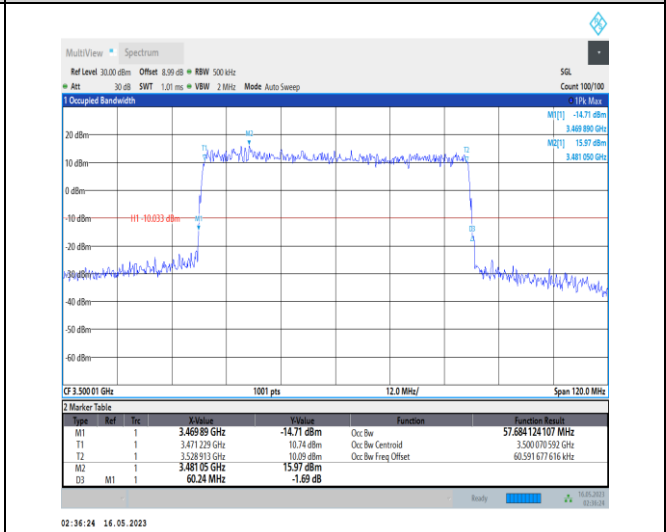 MultiView Spectrum
Ref Level 30.00 dBm Offset 8.99 dB RBW 500 kHz SGL
Att 30 dB SWT 1.01 ms VBW 2 MHz Mode Auto Sweep Count 100/100
1 Occupied Bandwidth 1Pk Max
M1[1] -14.71 dBm
3.469 890 GHz
M2[1] 15.97 dBm
3.481 050 GHz
20 dBm
M2
T1
T2
10 dBm
0 dBm
-10 dBm
H1 -10.033 dBm
M1
D3
-20 dBm
-30 dBm
-40 dBm
-50 dBm
-60 dBm
CF 3.500 01 GHz 1001 pts 12.0 MHz/ Span 120.0 MHz
2 Marker Table
Type Ref Trc X-Value Y-Value Function Function Result
M1 1 3.469 89 GHz -14.71 dBm Occ Bw 57.684 124 107 MHz
T1 1 3.471 229 GHz 10.74 dBm Occ Bw Centroid 3.500 070 592 GHz
T2 1 3.528 913 GHz 10.09 dBm Occ Bw Freq Offset 60.591 677 616 kHz
M2 1 3.481 05 GHz 15.97 dBm
D3 M1 1 60.24 MHz -1.69 dB
Ready 16.05.2023
02:36:24
02:36:24 16.05.2023